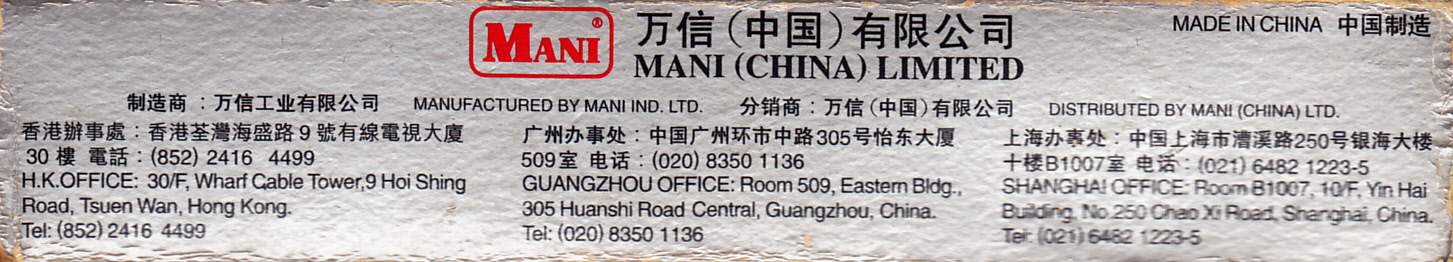 MANI® 万信（中国）有限公司
MANI (CHINA) LIMITED
MADE IN CHINA 中国制造
制造商：万信工业有限公司 MANUFACTURED BY MANI IND. LTD. 分销商：万信（中国）有限公司 DISTRIBUTED BY MANI (CHINA) LTD.
香港辦事處：香港荃灣海盛路9號有線電視大廈
30樓 電話：(852) 2416 4499
H.K.OFFICE: 30/F, Wharf Cable Tower,9 Hoi Shing
Road, Tsuen Wan, Hong Kong.
Tel: (852) 2416 4499
广州办事处：中国广州环市中路305号怡东大厦
509室 电话：(020) 8350 1136
GUANGZHOU OFFICE: Room 509, Eastern Bldg.,
305 Huanshi Road Central, Guangzhou, China.
Tel: (020) 8350 1136
上海办事处：中国上海市漕溪路250号银海大楼
十楼B1007室 电话：(021) 6482 1223-5
SHANGHAI OFFICE: Room B1007, 10/F, Yin Hai
Building, No.250 Chao Xi Road, Shanghai, China.
Tel: (021) 6482 1223-5